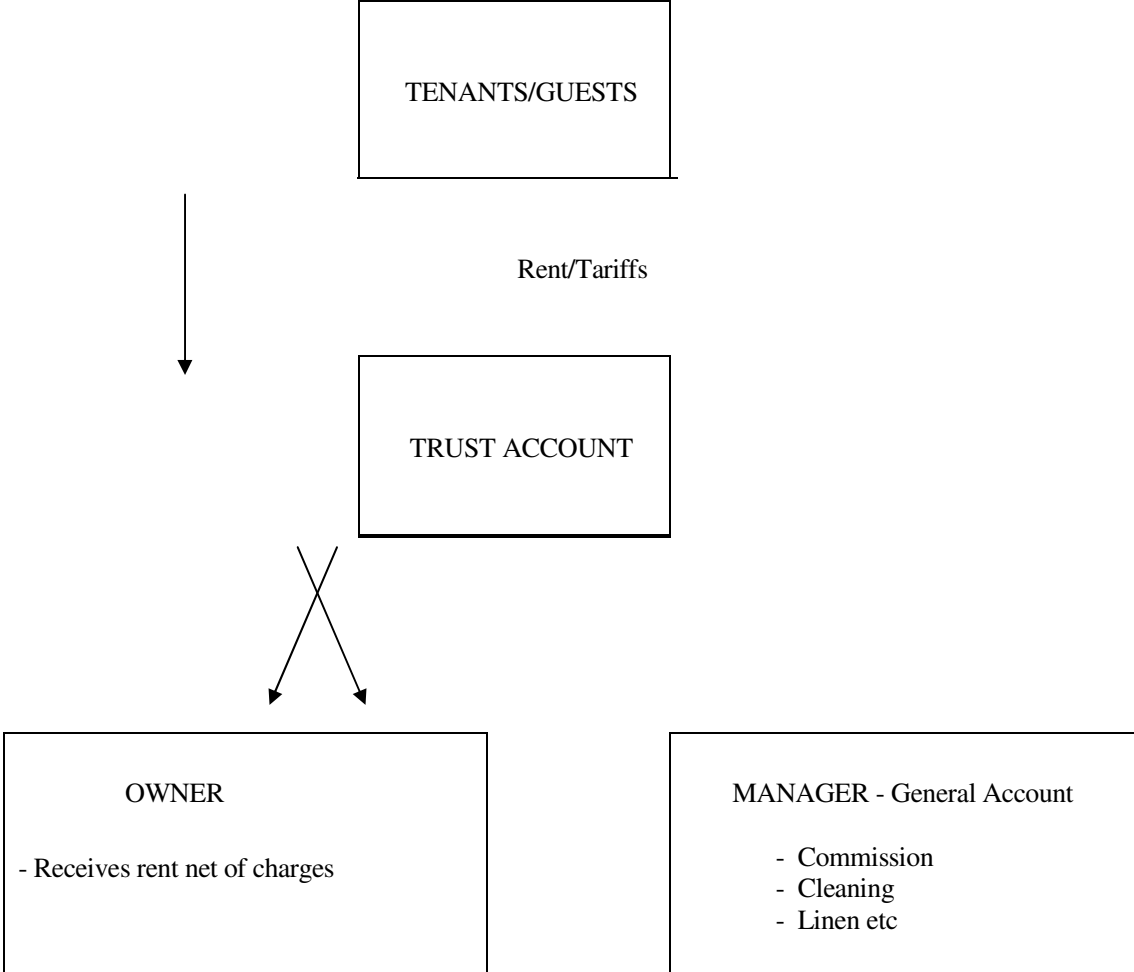 TENANTS/GUESTS
Rent/Tariffs
TRUST ACCOUNT
OWNER
- Receives rent net of charges
MANAGER - General Account
- Commission
- Cleaning
- Linen etc